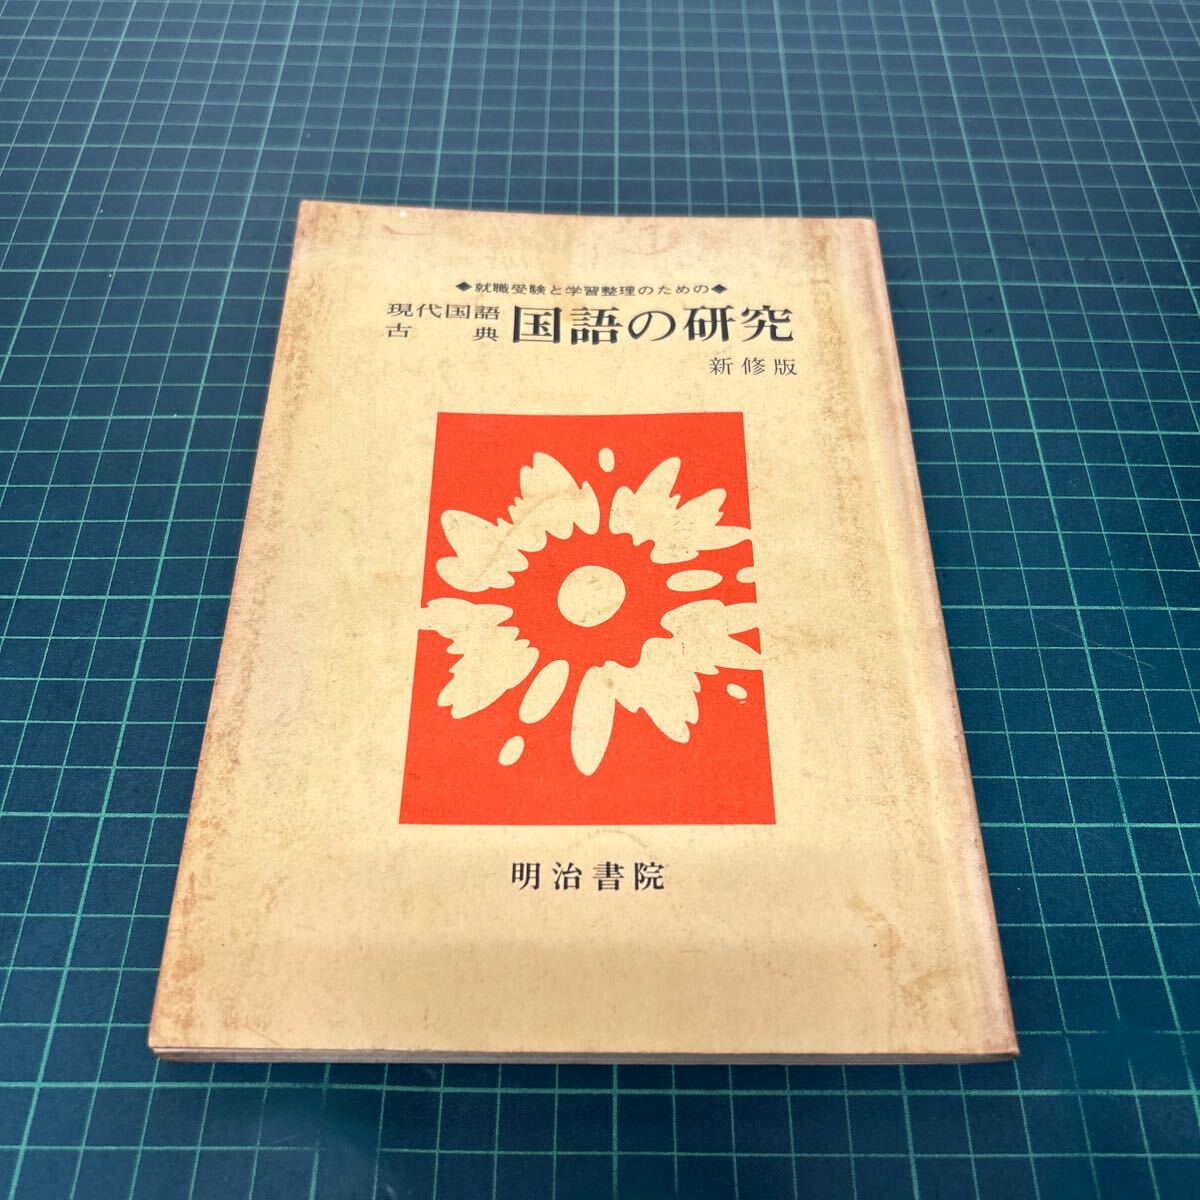 ◆就職受験と学習整理のための◆
現代国語
古典
国語の研究
新修版
明治書院